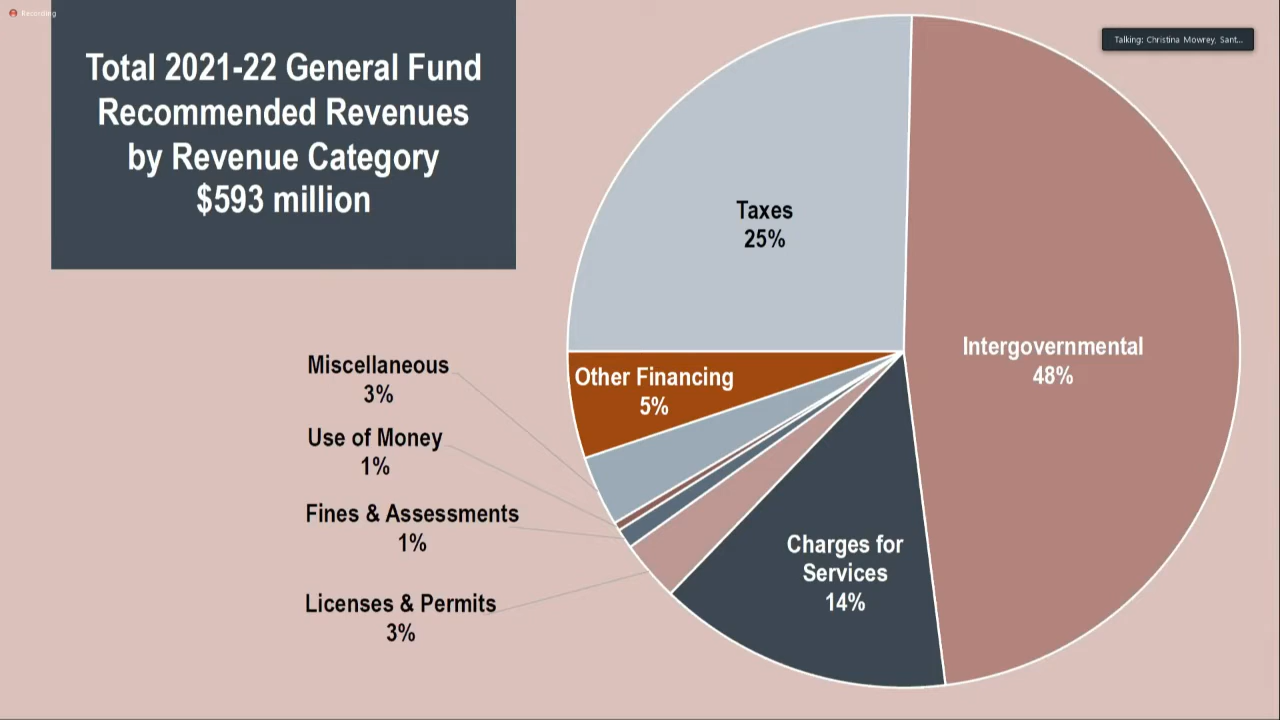 Recording
Talking: Christina Mowrey, Sant...
Total 2021-22 General Fund
Recommended Revenues
by Revenue Category
$593 million
Taxes
25%
Intergovernmental
48%
Other Financing
5%
Miscellaneous
3%
Use of Money
1%
Fines & Assessments
1%
Licenses & Permits
3%
Charges for
Services
14%